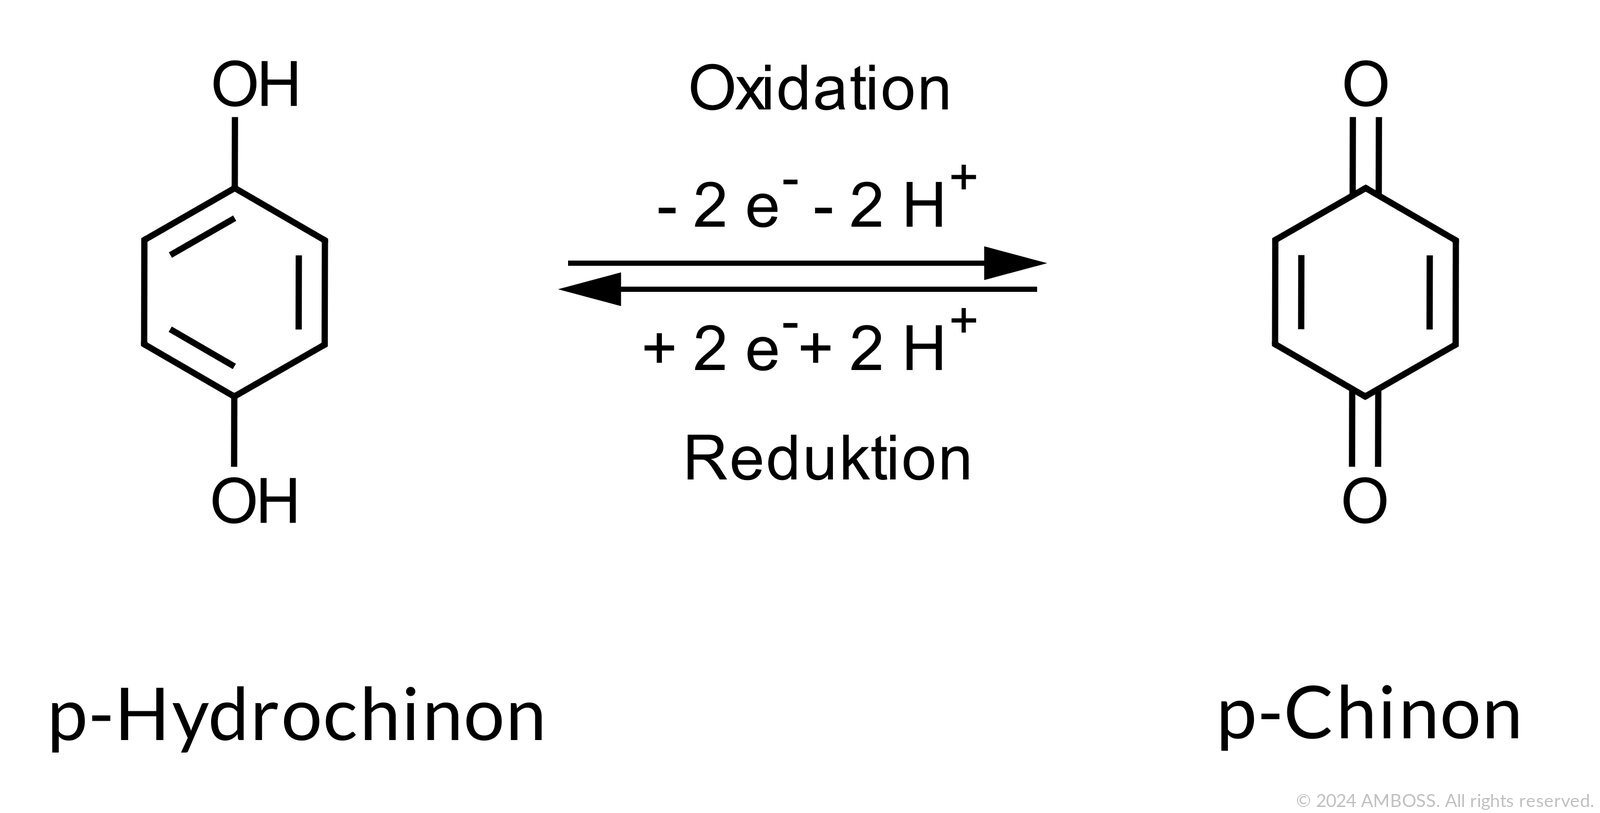 OH
Oxidation
O
- 2 e⁻ - 2 H⁺
+ 2 e⁻ + 2 H⁺
Reduktion
OH
O
p-Hydrochinon
p-Chinon
© 2024 AMBOSS. All rights reserved.